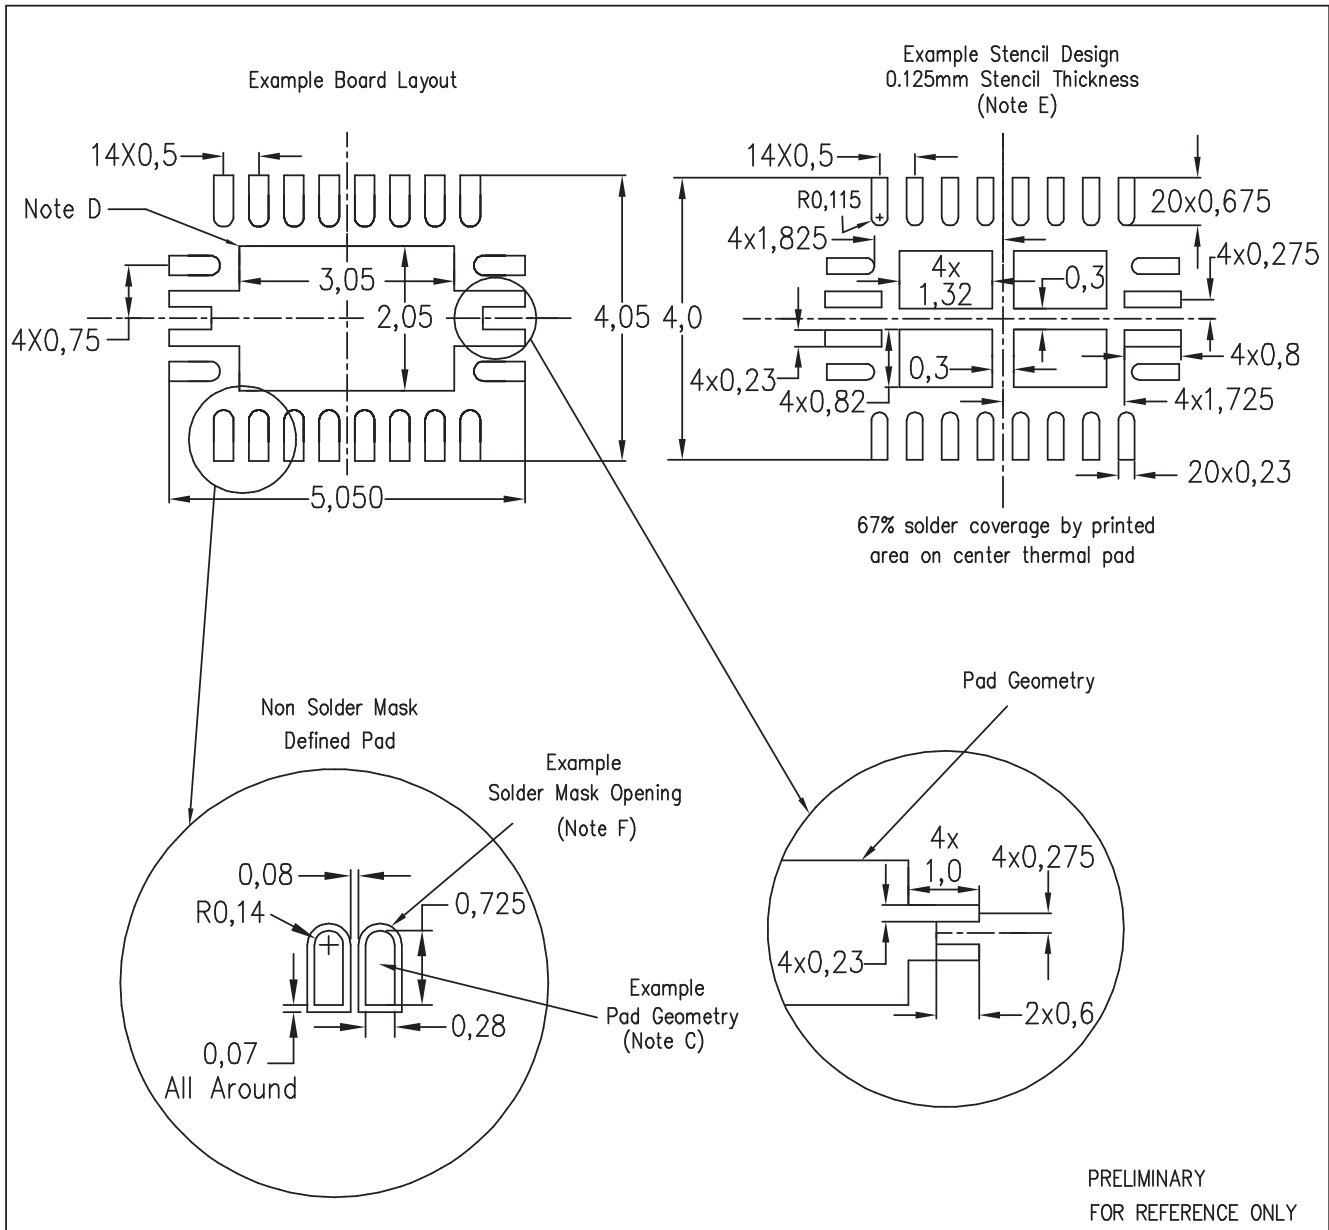 Example Board Layout
14X0,5
Note D
3,05
2,05
4X0,75
4,05
5,050
Example Stencil Design
0.125mm Stencil Thickness
(Note E)
14X0,5
R0,115
20x0,675
4x1,825
4x0,275
4x
1,32
0,3
4,0
4x0,23
4x0,82
0,3
4x0,8
4x1,725
20x0,23
67% solder coverage by printed
area on center thermal pad
Non Solder Mask
Defined Pad
Example
Solder Mask Opening
(Note F)
0,08
R0,14
0,725
Example
Pad Geometry
(Note C)
0,28
0,07
All Around
Pad Geometry
4x
1,0
4x0,275
4x0,23
2x0,6
PRELIMINARY
FOR REFERENCE ONLY